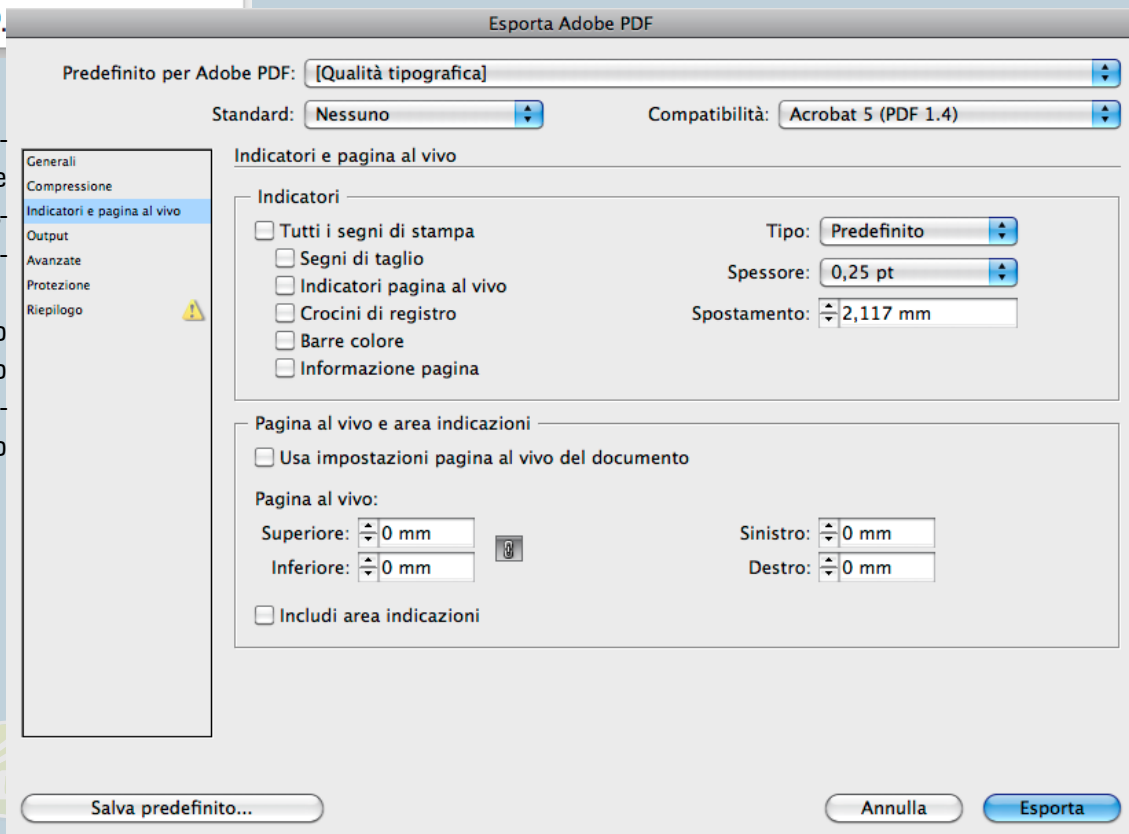 Esporta Adobe PDF
Predefinito per Adobe PDF: [Qualità tipografica]
Standard: Nessuno Compatibilità: Acrobat 5 (PDF 1.4)
Generali
Compressione
Indicatori e pagina al vivo
Output
Avanzate
Protezione
Riepilogo
Indicatori e pagina al vivo
Indicatori
Tutti i segni di stampa
Segni di taglio
Indicatori pagina al vivo
Crocini di registro
Barre colore
Informazione pagina
Tipo: Predefinito
Spessore: 0,25 pt
Spostamento: 2,117 mm
Pagina al vivo e area indicazioni
Usa impostazioni pagina al vivo del documento
Pagina al vivo:
Superiore: 0 mm Sinistro: 0 mm
Inferiore: 0 mm Destro: 0 mm
Includi area indicazioni
Salva predefinito... Annulla Esporta